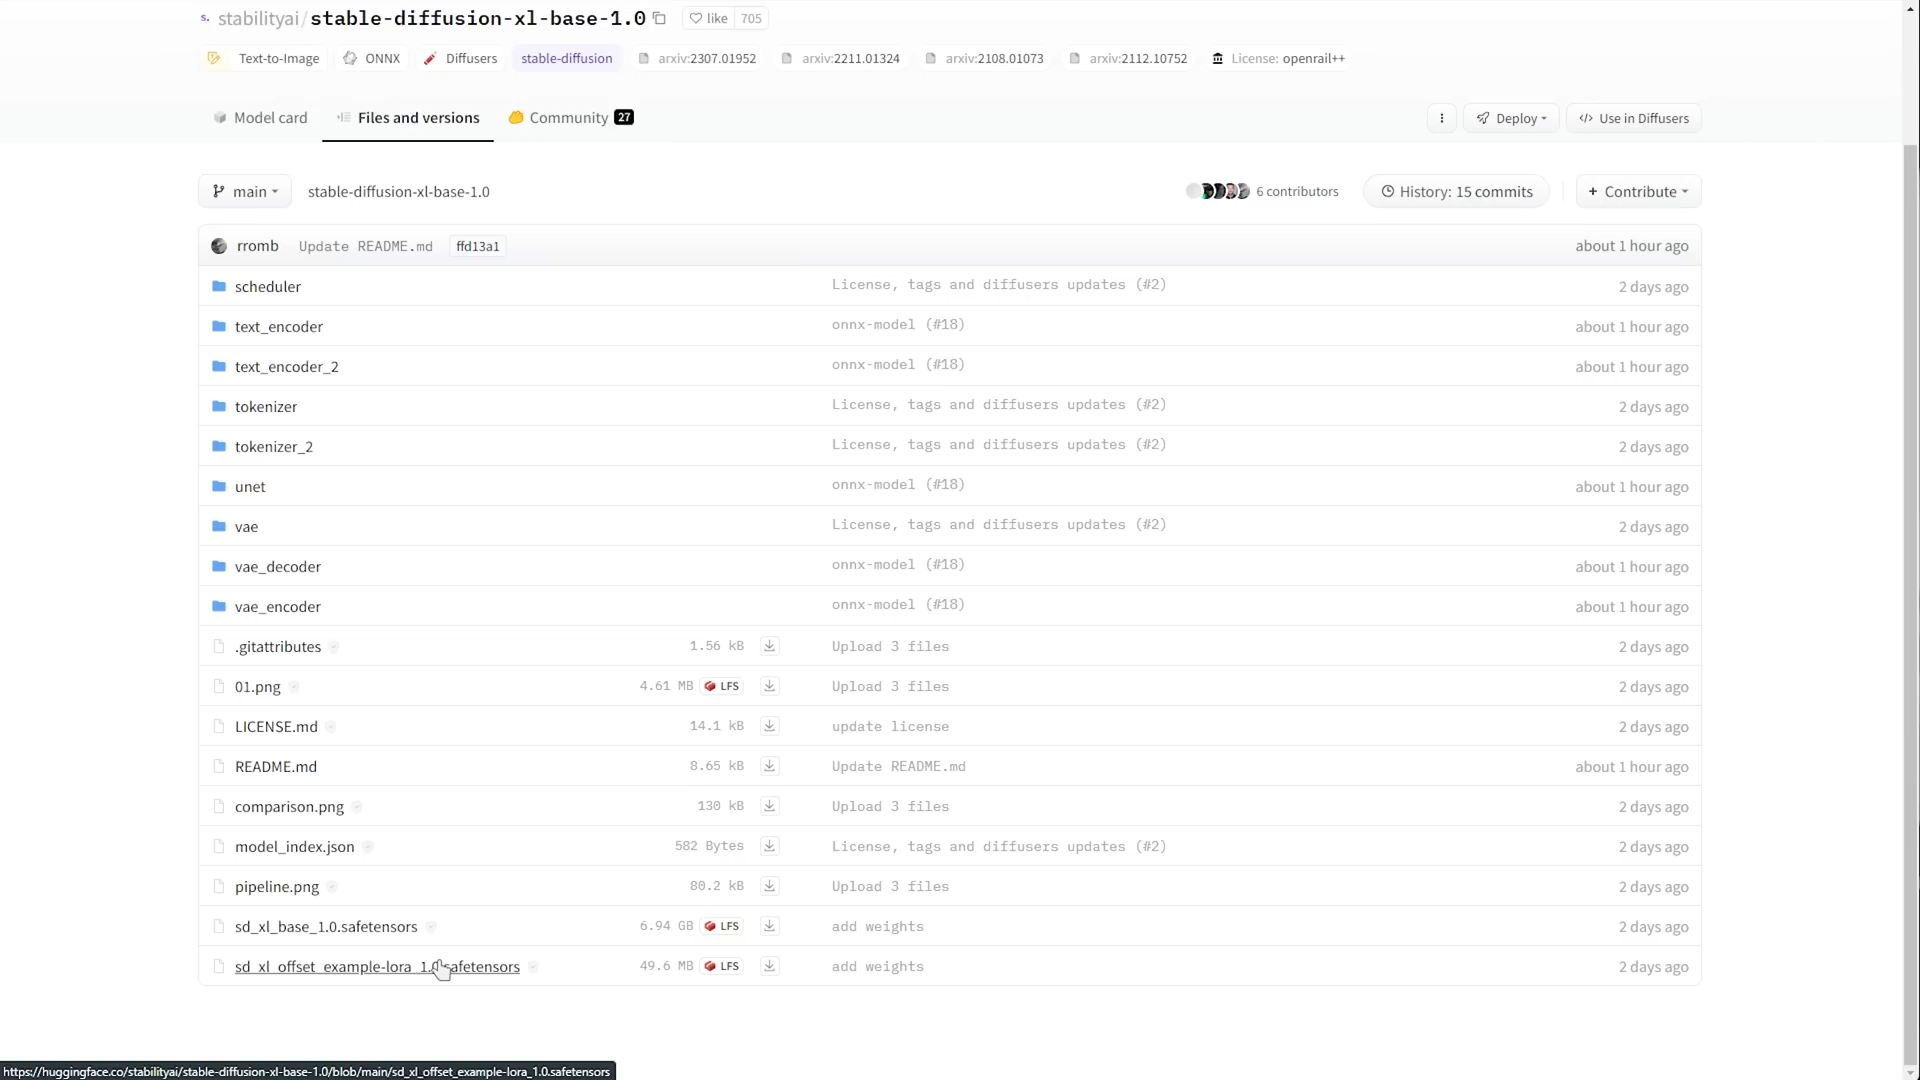 stabilityai/stable-diffusion-xl-base-1.0 like 705
Text-to-Image ONNX Diffusers stable-diffusion arxiv:2307.01952 arxiv:2211.01324 arxiv:2108.01073 arxiv:2112.10752 License: openrail++
Model card Files and versions Community 27 Deploy </> Use in Diffusers
main stable-diffusion-xl-base-1.0 6 contributors History: 15 commits + Contribute
rromb Update README.md ffd13a1 about 1 hour ago
scheduler License, tags and diffusers updates (#2) 2 days ago
text_encoder onnx-model (#18) about 1 hour ago
text_encoder_2 onnx-model (#18) about 1 hour ago
tokenizer License, tags and diffusers updates (#2) 2 days ago
tokenizer_2 License, tags and diffusers updates (#2) 2 days ago
unet onnx-model (#18) about 1 hour ago
vae License, tags and diffusers updates (#2) 2 days ago
vae_decoder onnx-model (#18) about 1 hour ago
vae_encoder onnx-model (#18) about 1 hour ago
.gitattributes 1.56 kB Upload 3 files 2 days ago
01.png 4.61 MB LFS Upload 3 files 2 days ago
LICENSE.md 14.1 kB update license 2 days ago
README.md 8.65 kB Update README.md about 1 hour ago
comparison.png 130 kB Upload 3 files 2 days ago
model_index.json 582 Bytes License, tags and diffusers updates (#2) 2 days ago
pipeline.png 80.2 kB Upload 3 files 2 days ago
sd_xl_base_1.0.safetensors 6.94 GB LFS add weights 2 days ago
sd_xl_offset_example-lora_1.0.safetensors 49.6 MB LFS add weights 2 days ago
https://huggingface.co/stabilityai/stable-diffusion-xl-base-1.0/blob/main/sd_xl_offset_example-lora_1.0.safetensors